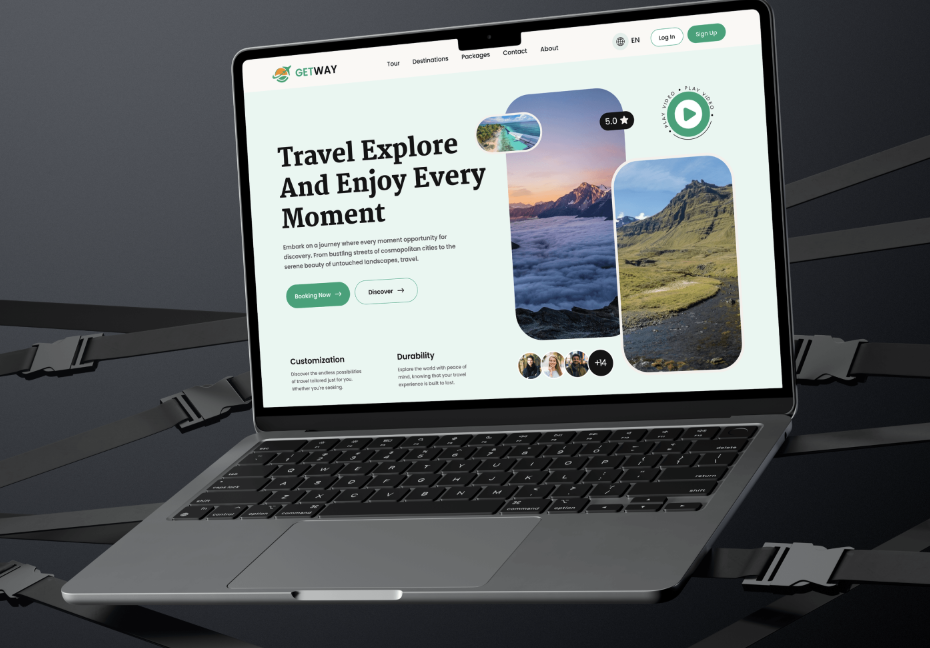 GETWAY
Tour Destinations Packages Contact About
EN Log In Sign Up
PLAY VIDEO • PLAY VIDEO •
5.0
Travel Explore
And Enjoy Every
Moment
Embark on a journey where every moment opportunity for
discovery. From bustling streets of cosmopolitan cities to the
serene beauty of untouched landscapes, travel.
Booking Now → Discover →
+14
Customization
Discover the endless possibilities
of travel tailored just for you.
Whether you're seeking.
Durability
Explore the world with peace of
mind, knowing that your travel
experience is built to last.
delete
Q W E R T Y U I O P
caps lock A S D F G H J K L return
shift Z X C V B N M shift
fn control option command command option